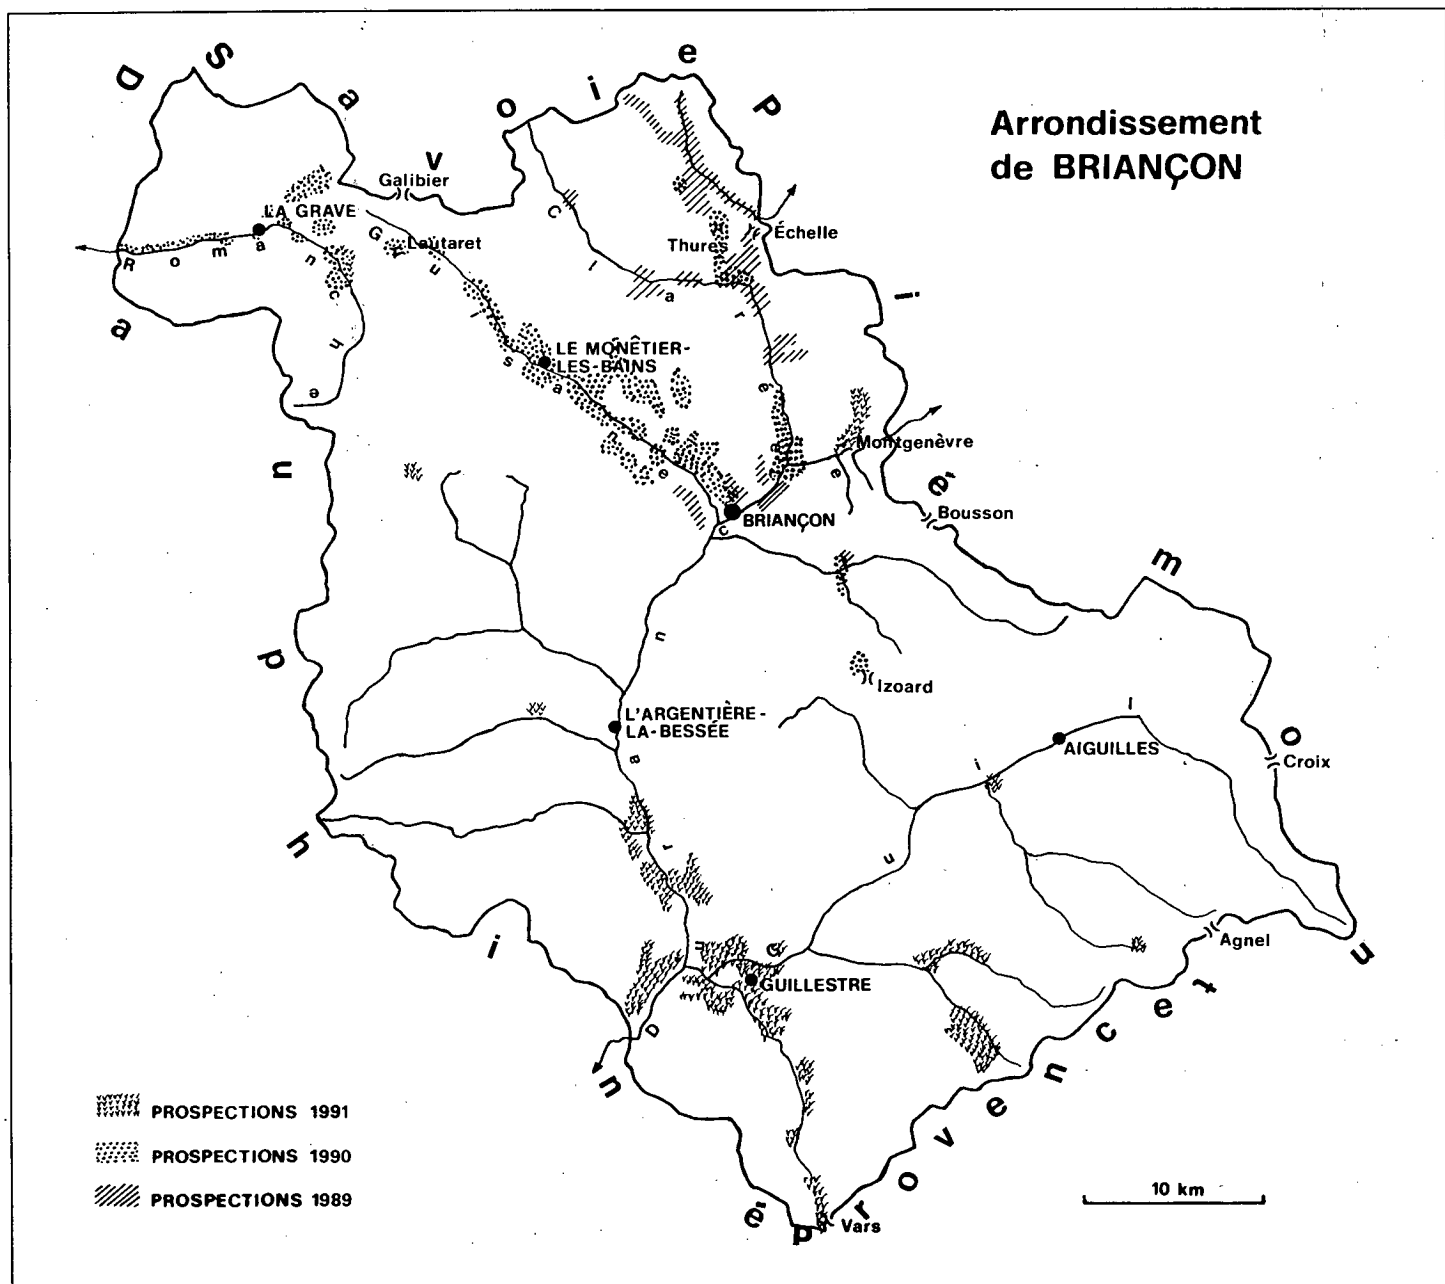 Arrondissement
de BRIANÇON
Savoie
Piémont
Dauphiné
Provence
Galibier
LA GRAVE
Romanche
Lautaret
Guisane
Clarée
Thures
Échelle
LE MONÊTIER-
LES-BAINS
Montgenèvre
BRIANÇON
Bousson
Durance
Izoard
L'ARGENTIÈRE-
LA-BESSÉE
AIGUILLES
Croix
Guil
Agnel
GUILLESTRE
Vars
PROSPECTIONS 1991
PROSPECTIONS 1990
PROSPECTIONS 1989
10 km